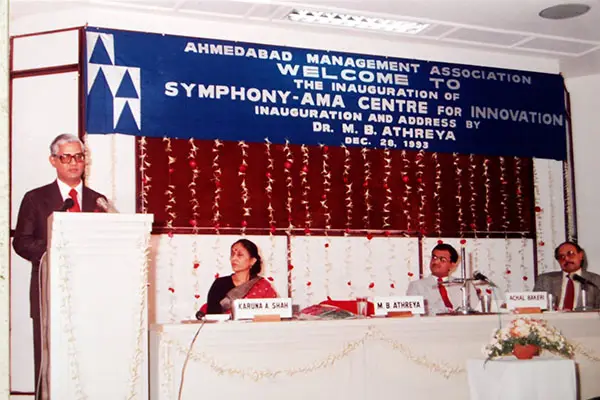 AHMEDABAD MANAGEMENT ASSOCIATION
WELCOME TO
THE INAUGURATION OF
SYMPHONY-AMA CENTRE FOR INNOVATION
INAUGURATION AND ADDRESS BY
DR. M. B. ATHREYA
DEC. 28, 1993
KARUNA A. SHAH
M. B. ATHREYA
ACHAL BAKERI